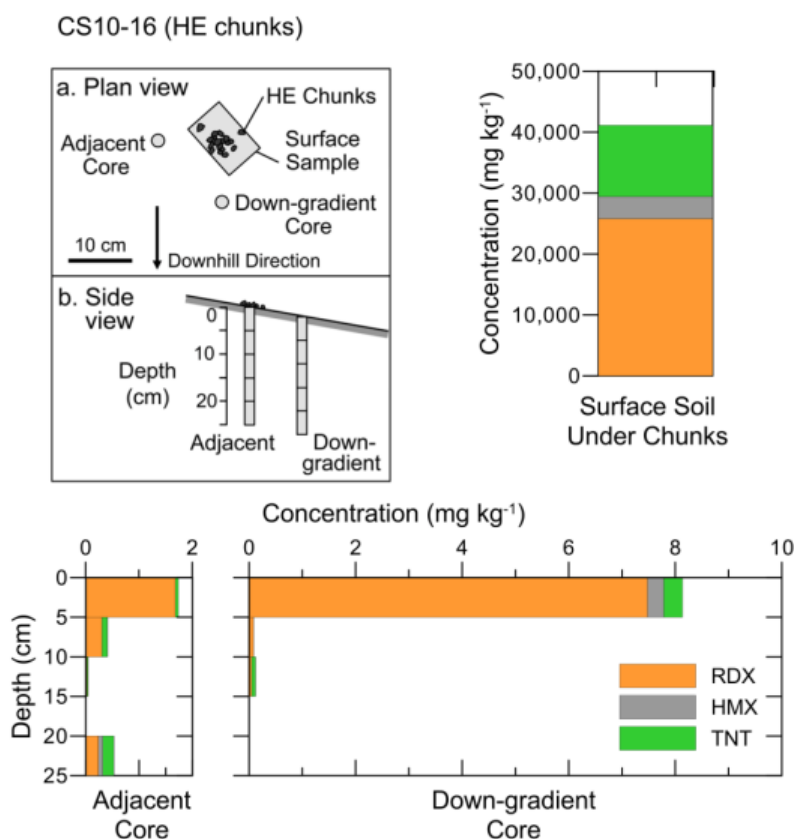 CS10-16 (HE chunks)
a. Plan view
HE Chunks
Adjacent
Core
Surface
Sample
Down-gradient
Core
10 cm
Downhill Direction
b. Side
view
0
10
20
Depth
(cm)
Adjacent
Down-
gradient
Concentration (mg kg⁻¹)
50,000
40,000
30,000
20,000
10,000
0
Surface Soil
Under Chunks
Concentration (mg kg⁻¹)
0 2
0 2 4 6 8 10
Depth (cm)
0
5
10
15
20
25
RDX
HMX
TNT
Adjacent
Core
Down-gradient
Core